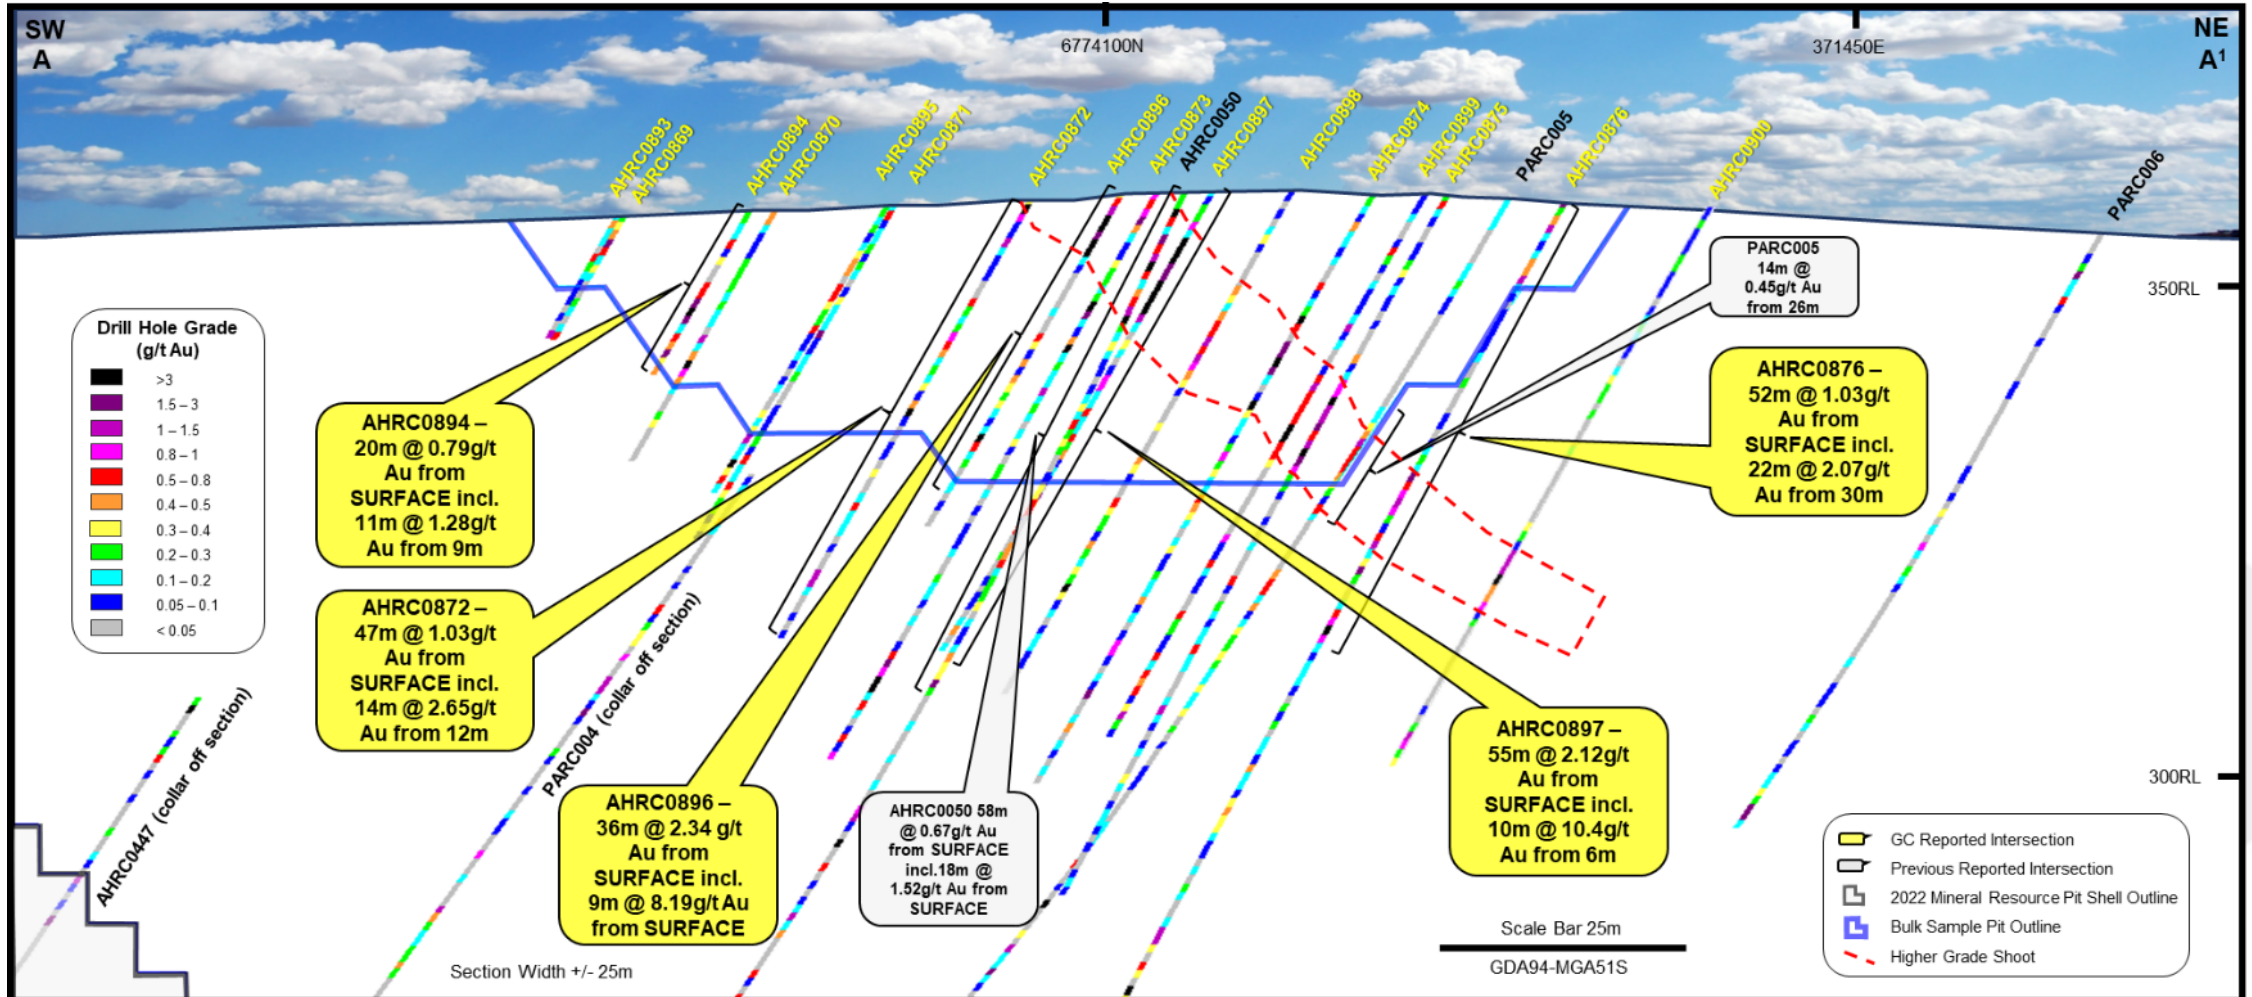 SW
A
6774100N
371450E
NE
A1
AHRC0893
AHRC0869
AHRC0894
AHRC0870
AHRC0895
AHRC0871
AHRC0872
AHRC0896
AHRC0873
AHRC0050
AHRC0897
AHRC0898
AHRC0874
AHRC0899
AHRC0875
PARC005
AHRC0876
AHRC0900
PARC006
350RL
300RL
Drill Hole Grade
(g/t Au)
>3
1.5 – 3
1 – 1.5
0.8 – 1
0.5 – 0.8
0.4 – 0.5
0.3 – 0.4
0.2 – 0.3
0.1 – 0.2
0.05 – 0.1
< 0.05
AHRC0894 –
20m @ 0.79g/t
Au from
SURFACE incl.
11m @ 1.28g/t
Au from 9m
AHRC0872 –
47m @ 1.03g/t
Au from
SURFACE incl.
14m @ 2.65g/t
Au from 12m
AHRC0896 –
36m @ 2.34 g/t
Au from
SURFACE incl.
9m @ 8.19g/t Au
from SURFACE
AHRC0050 58m
@ 0.67g/t Au
from SURFACE
incl.18m @
1.52g/t Au from
SURFACE
PARC005
14m @
0.45g/t Au
from 26m
AHRC0876 –
52m @ 1.03g/t
Au from
SURFACE incl.
22m @ 2.07g/t
Au from 30m
AHRC0897 –
55m @ 2.12g/t
Au from
SURFACE incl.
10m @ 10.4g/t
Au from 6m
PARC004 (collar off section)
AHRC0447 (collar off section)
Section Width +/- 25m
Scale Bar 25m
GDA94-MGA51S
GC Reported Intersection
Previous Reported Intersection
2022 Mineral Resource Pit Shell Outline
Bulk Sample Pit Outline
Higher Grade Shoot